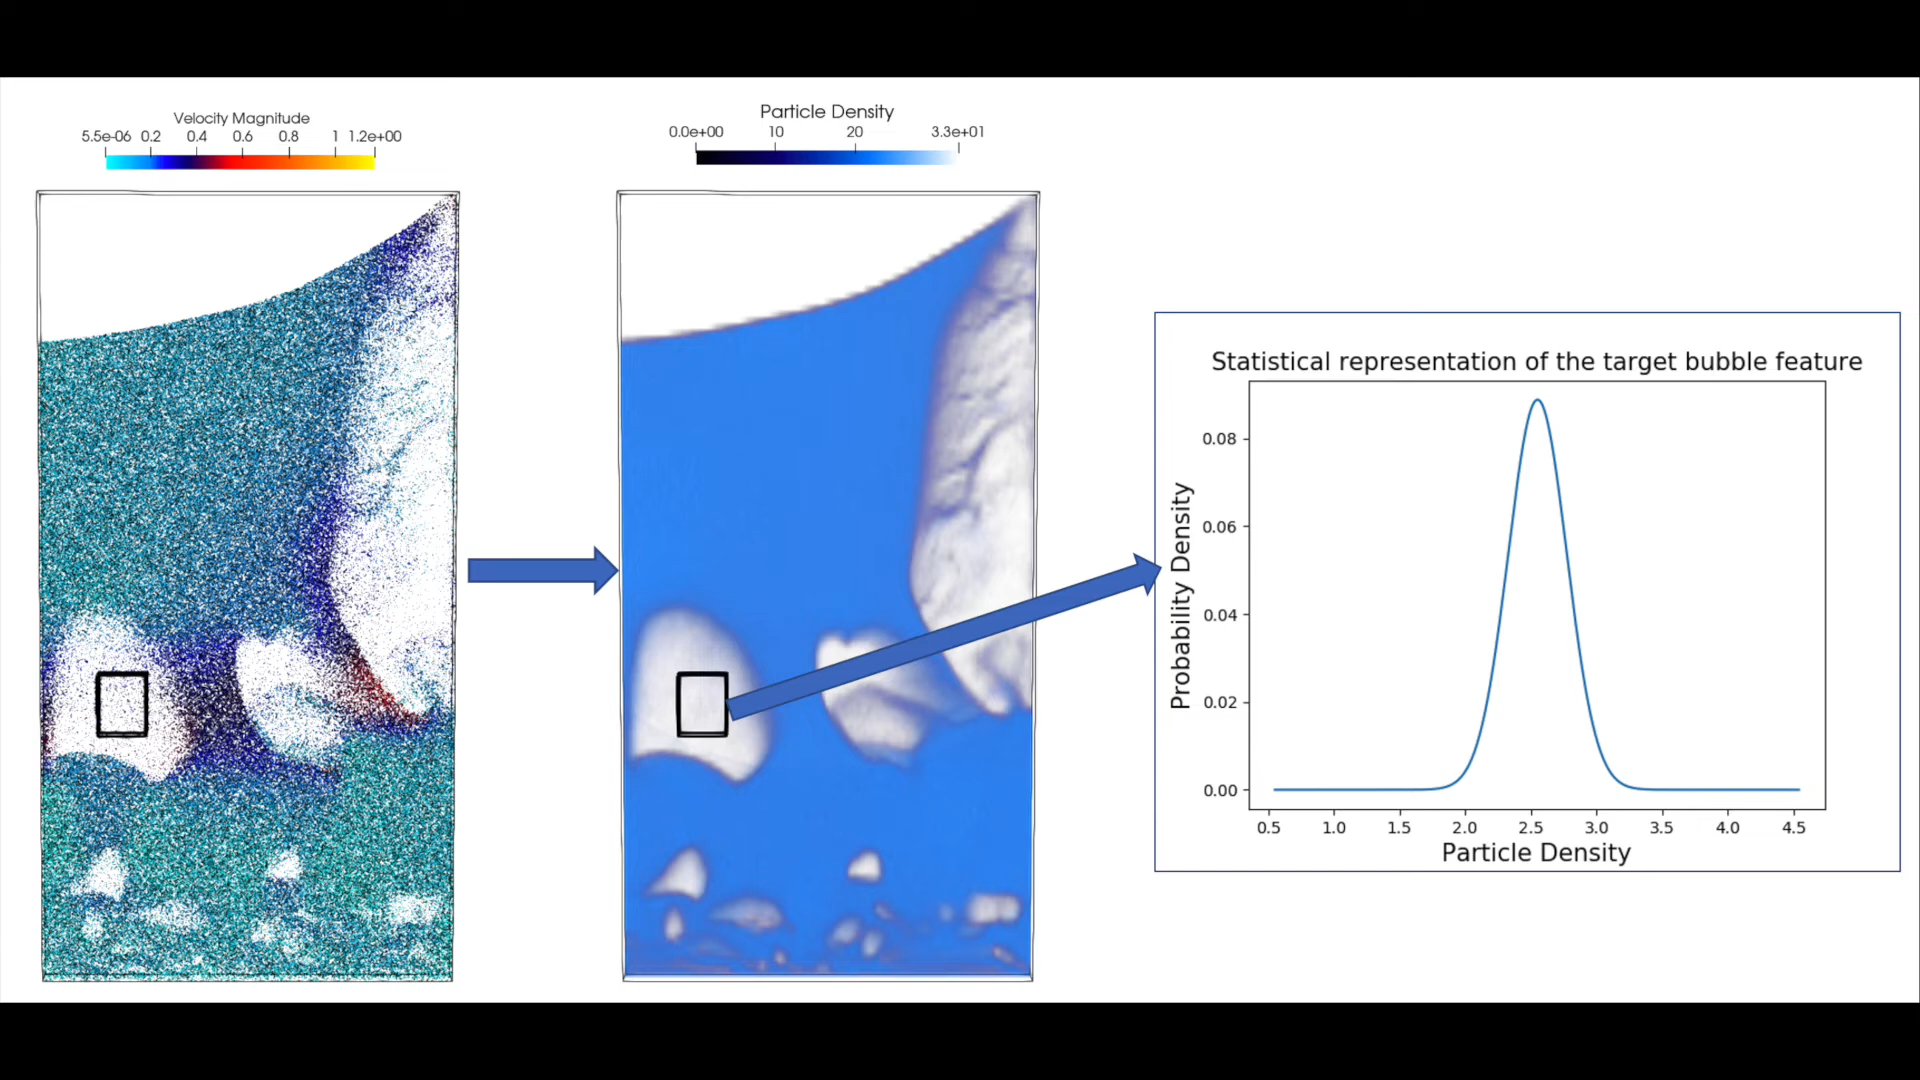 Velocity Magnitude
5.5e-06 0.2 0.4 0.6 0.8 1 1.2e+00
Particle Density
0.0e+00 10 20 3.3e+01
Statistical representation of the target bubble feature
Probability Density
0.08
0.06
0.04
0.02
0.00
0.5 1.0 1.5 2.0 2.5 3.0 3.5 4.0 4.5
Particle Density